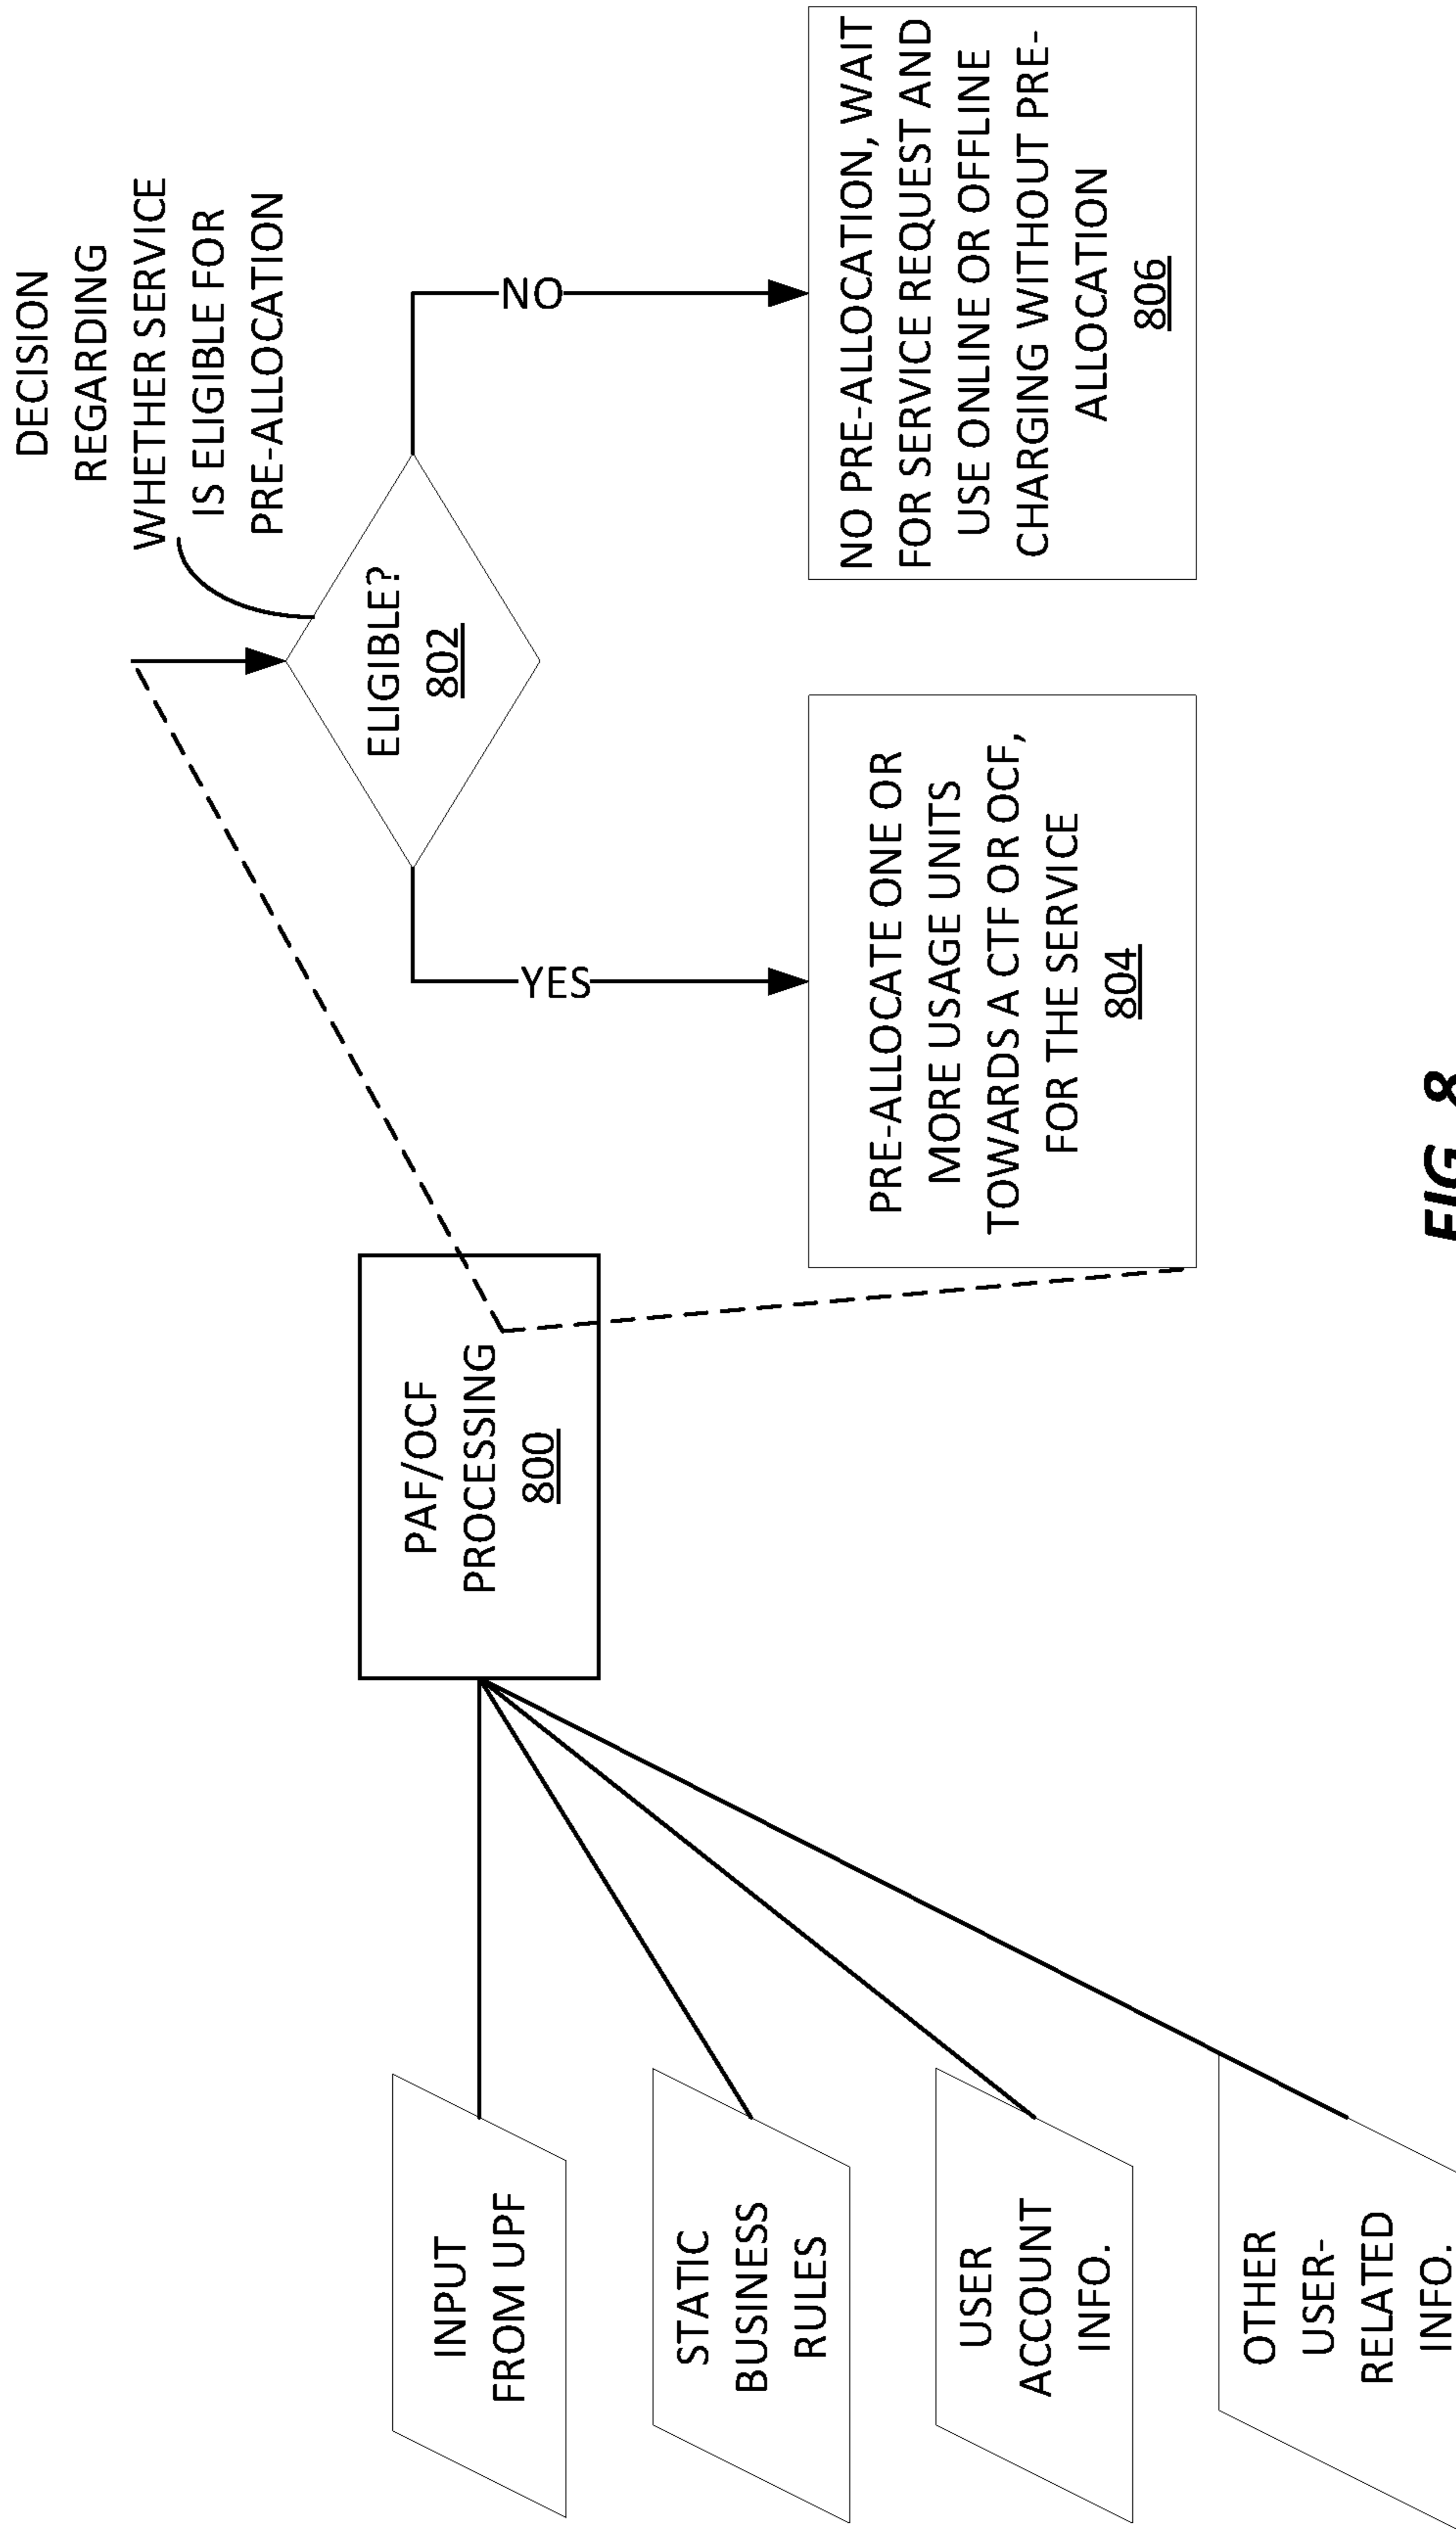 INPUT
FROM UPF
STATIC
BUSINESS
RULES
USER
ACCOUNT
INFO.
OTHER
USER-
RELATED
INFO.
PAF/OCF
PROCESSING
800
DECISION
REGARDING
WHETHER SERVICE
IS ELIGIBLE FOR
PRE-ALLOCATION
ELIGIBLE?
802
YES
NO
PRE-ALLOCATE ONE OR
MORE USAGE UNITS
TOWARDS A CTF OR OCF,
FOR THE SERVICE
804
NO PRE-ALLOCATION, WAIT
FOR SERVICE REQUEST AND
USE ONLINE OR OFFLINE
CHARGING WITHOUT PRE-
ALLOCATION
806
FIG. 8